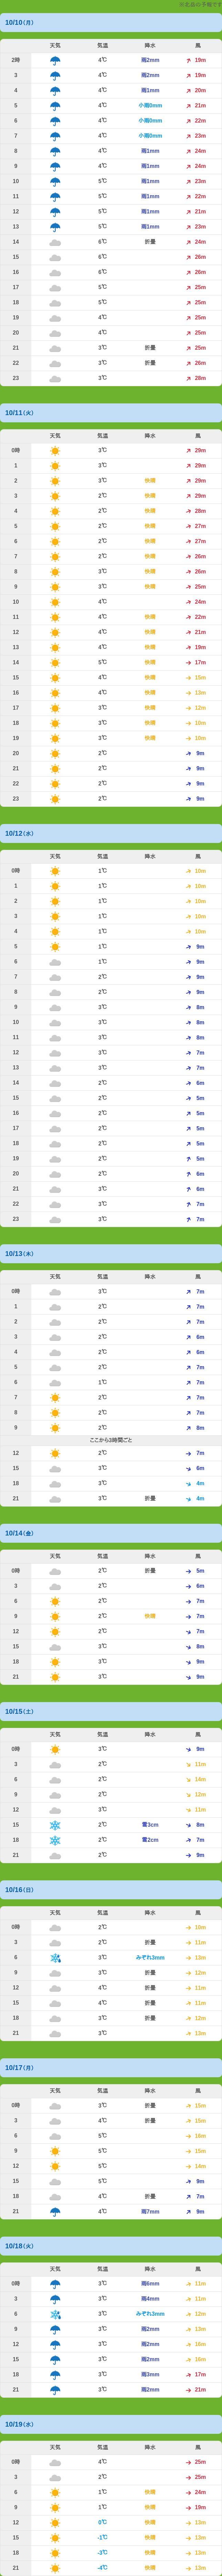 10/10(月)
天気 気温 降水 風
2時 4℃ 雨2mm 19m
3 4℃ 雨2mm 19m
4 4℃ 雨1mm 20m
5 4℃ 小雨0mm 21m
6 4℃ 小雨0mm 22m
7 4℃ 小雨0mm 23m
8 4℃ 雨1mm 24m
9 4℃ 雨1mm 24m
10 5℃ 雨1mm 23m
11 5℃ 雨1mm 22m
12 5℃ 雨1mm 21m
13 5℃ 雨1mm 23m
14 6℃ 折畳 24m
15 6℃ 26m
16 6℃ 26m
17 5℃ 25m
18 5℃ 25m
19 4℃ 25m
20 4℃ 25m
21 3℃ 折畳 25m
22 3℃ 折畳 26m
23 3℃ 28m
10/11(火)
天気 気温 降水 風
0時 3℃ 29m
1 3℃ 29m
2 3℃ 快晴 29m
3 2℃ 快晴 29m
4 2℃ 快晴 28m
5 2℃ 快晴 27m
6 2℃ 快晴 27m
7 2℃ 快晴 26m
8 3℃ 快晴 26m
9 3℃ 快晴 25m
10 4℃ 24m
11 4℃ 快晴 22m
12 4℃ 快晴 21m
13 4℃ 快晴 19m
14 5℃ 快晴 17m
15 4℃ 快晴 15m
16 4℃ 快晴 13m
17 3℃ 快晴 12m
18 3℃ 快晴 10m
19 3℃ 快晴 10m
20 2℃ 9m
21 2℃ 9m
22 2℃ 9m
23 2℃ 9m
10/12(水)
天気 気温 降水 風
0時 1℃ 10m
1 1℃ 10m
2 1℃ 10m
3 1℃ 10m
4 1℃ 10m
5 1℃ 9m
6 1℃ 9m
7 2℃ 9m
8 2℃ 9m
9 3℃ 8m
10 3℃ 8m
11 3℃ 8m
12 3℃ 7m
13 3℃ 7m
14 2℃ 6m
15 2℃ 5m
16 2℃ 5m
17 2℃ 5m
18 2℃ 5m
19 2℃ 5m
20 2℃ 6m
21 3℃ 6m
22 3℃ 7m
23 3℃ 7m
10/13(木)
天気 気温 降水 風
0時 3℃ 7m
1 2℃ 7m
2 2℃ 7m
3 2℃ 6m
4 2℃ 6m
5 2℃ 7m
6 1℃ 7m
7 2℃ 7m
8 2℃ 7m
9 2℃ 8m
ここから3時間ごと
12 2℃ 7m
15 3℃ 6m
18 3℃ 4m
21 3℃ 折畳 4m
10/14(金)
天気 気温 降水 風
0時 2℃ 折畳 5m
3 2℃ 6m
6 2℃ 7m
9 2℃ 快晴 7m
12 2℃ 7m
15 3℃ 8m
18 3℃ 9m
21 3℃ 9m
10/15(土)
天気 気温 降水 風
0時 3℃ 9m
3 2℃ 11m
6 2℃ 14m
9 2℃ 12m
12 3℃ 11m
15 2℃ 雪3cm 8m
18 2℃ 雪2cm 7m
21 2℃ 9m
10/16(日)
天気 気温 降水 風
0時 2℃ 10m
3 2℃ 折畳 11m
6 3℃ みぞれ3mm 13m
9 3℃ 折畳 12m
12 4℃ 折畳 11m
15 4℃ 折畳 11m
18 3℃ 折畳 12m
21 3℃ 13m
10/17(月)
天気 気温 降水 風
0時 3℃ 折畳 15m
3 4℃ 折畳 15m
6 5℃ 16m
9 5℃ 15m
12 5℃ 14m
15 5℃ 9m
18 4℃ 折畳 7m
21 4℃ 雨7mm 9m
10/18(火)
天気 気温 降水 風
0時 3℃ 雨6mm 11m
3 3℃ 雨4mm 11m
6 3℃ みぞれ3mm 12m
9 3℃ 雨2mm 13m
12 3℃ 雨2mm 16m
15 3℃ 雨2mm 16m
18 3℃ 雨3mm 17m
21 3℃ 雨2mm 21m
10/19(水)
天気 気温 降水 風
0時 4℃ 25m
3 2℃ 25m
6 1℃ 快晴 24m
9 1℃ 快晴 19m
12 0℃ 快晴 13m
15 -1℃ 快晴 13m
18 -3℃ 快晴 13m
21 -4℃ 快晴 13m